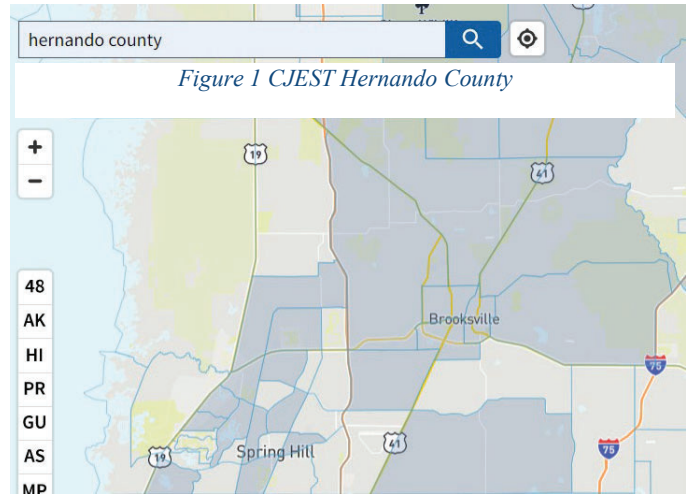 41
hernando county
Figure 1 CJEST Hernando County
+
−
19
41
48
AK
HI
PR
GU
AS
MP
Brooksville
75
19
Spring Hill
41
75